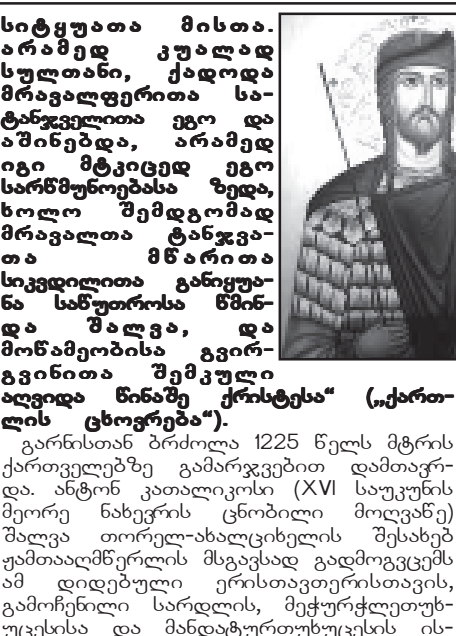 სიტყუათა მისთა.
არამედ კუალად
სულთანი, ქადოდა
მრავალფერითა სა-
ტანჯველითა ეგო და
აშინებდა, არამედ
იგი მტკიცედ ეგო
სარწმუნოებასა ზედა,
ხოლო შემდგომად
მრავალთა ტანჯვა-
თა მწარითა
სიკვდილითა განიყუა-
ნა საწუთროსა წმინ-
და შალვა, და
მოწამეობისა გვირ-
გვინითა შემკული
აღვიდა წინაშე ქრისტესა“ („ქართ-
ლის ცხოვრება“).
გარნისთან ბრძოლა 1225 წელს მტრის
ქართველებზე გამარჯვებით დამთავრ-
და. ანტონ კათალიკოსი (XVI საუკუნის
მეორე ნახევრის ცნობილი მოღვაწე)
შალვა თორელ-ახალციხელის შესახებ
ჟამთააღმწერლის მსგავსად გადმოგვცემს
ამ დიდებული ერისთავთერისთავის,
გამოჩენილი სარდლის, მეჭურჭლეთუხ-
უცესისა და მანდატურთუხუცესის ის-